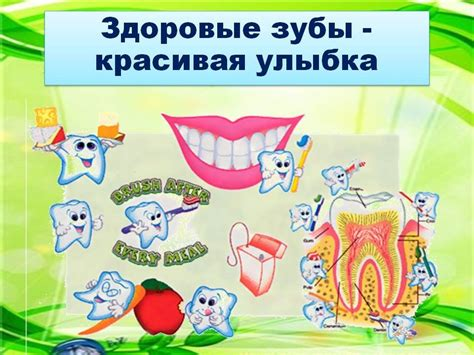 Здоровые зубы -
красивая улыбка
BRUSH AFTER
EVERY MEAL